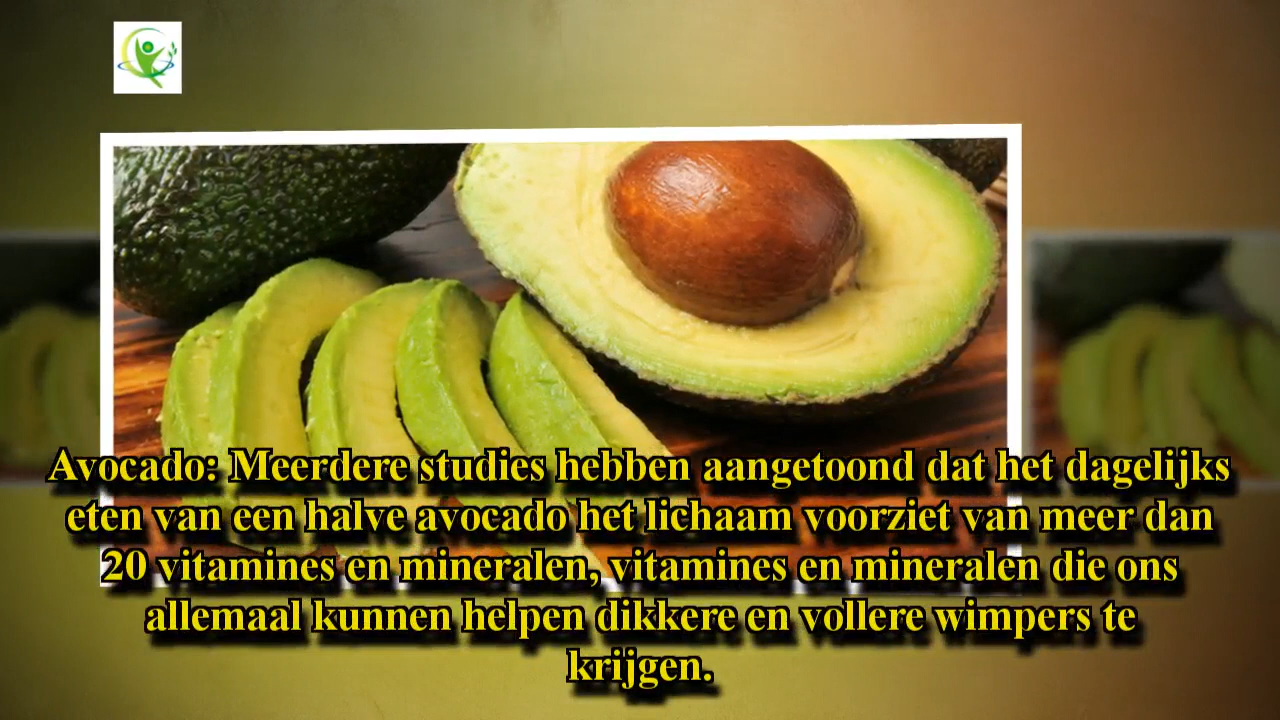 Avocado: Meerdere studies hebben aangetoond dat het dagelijks
eten van een halve avocado het lichaam voorziet van meer dan
20 vitamines en mineralen, vitamines en mineralen die ons
allemaal kunnen helpen dikkere en vollere wimpers te
krijgen.